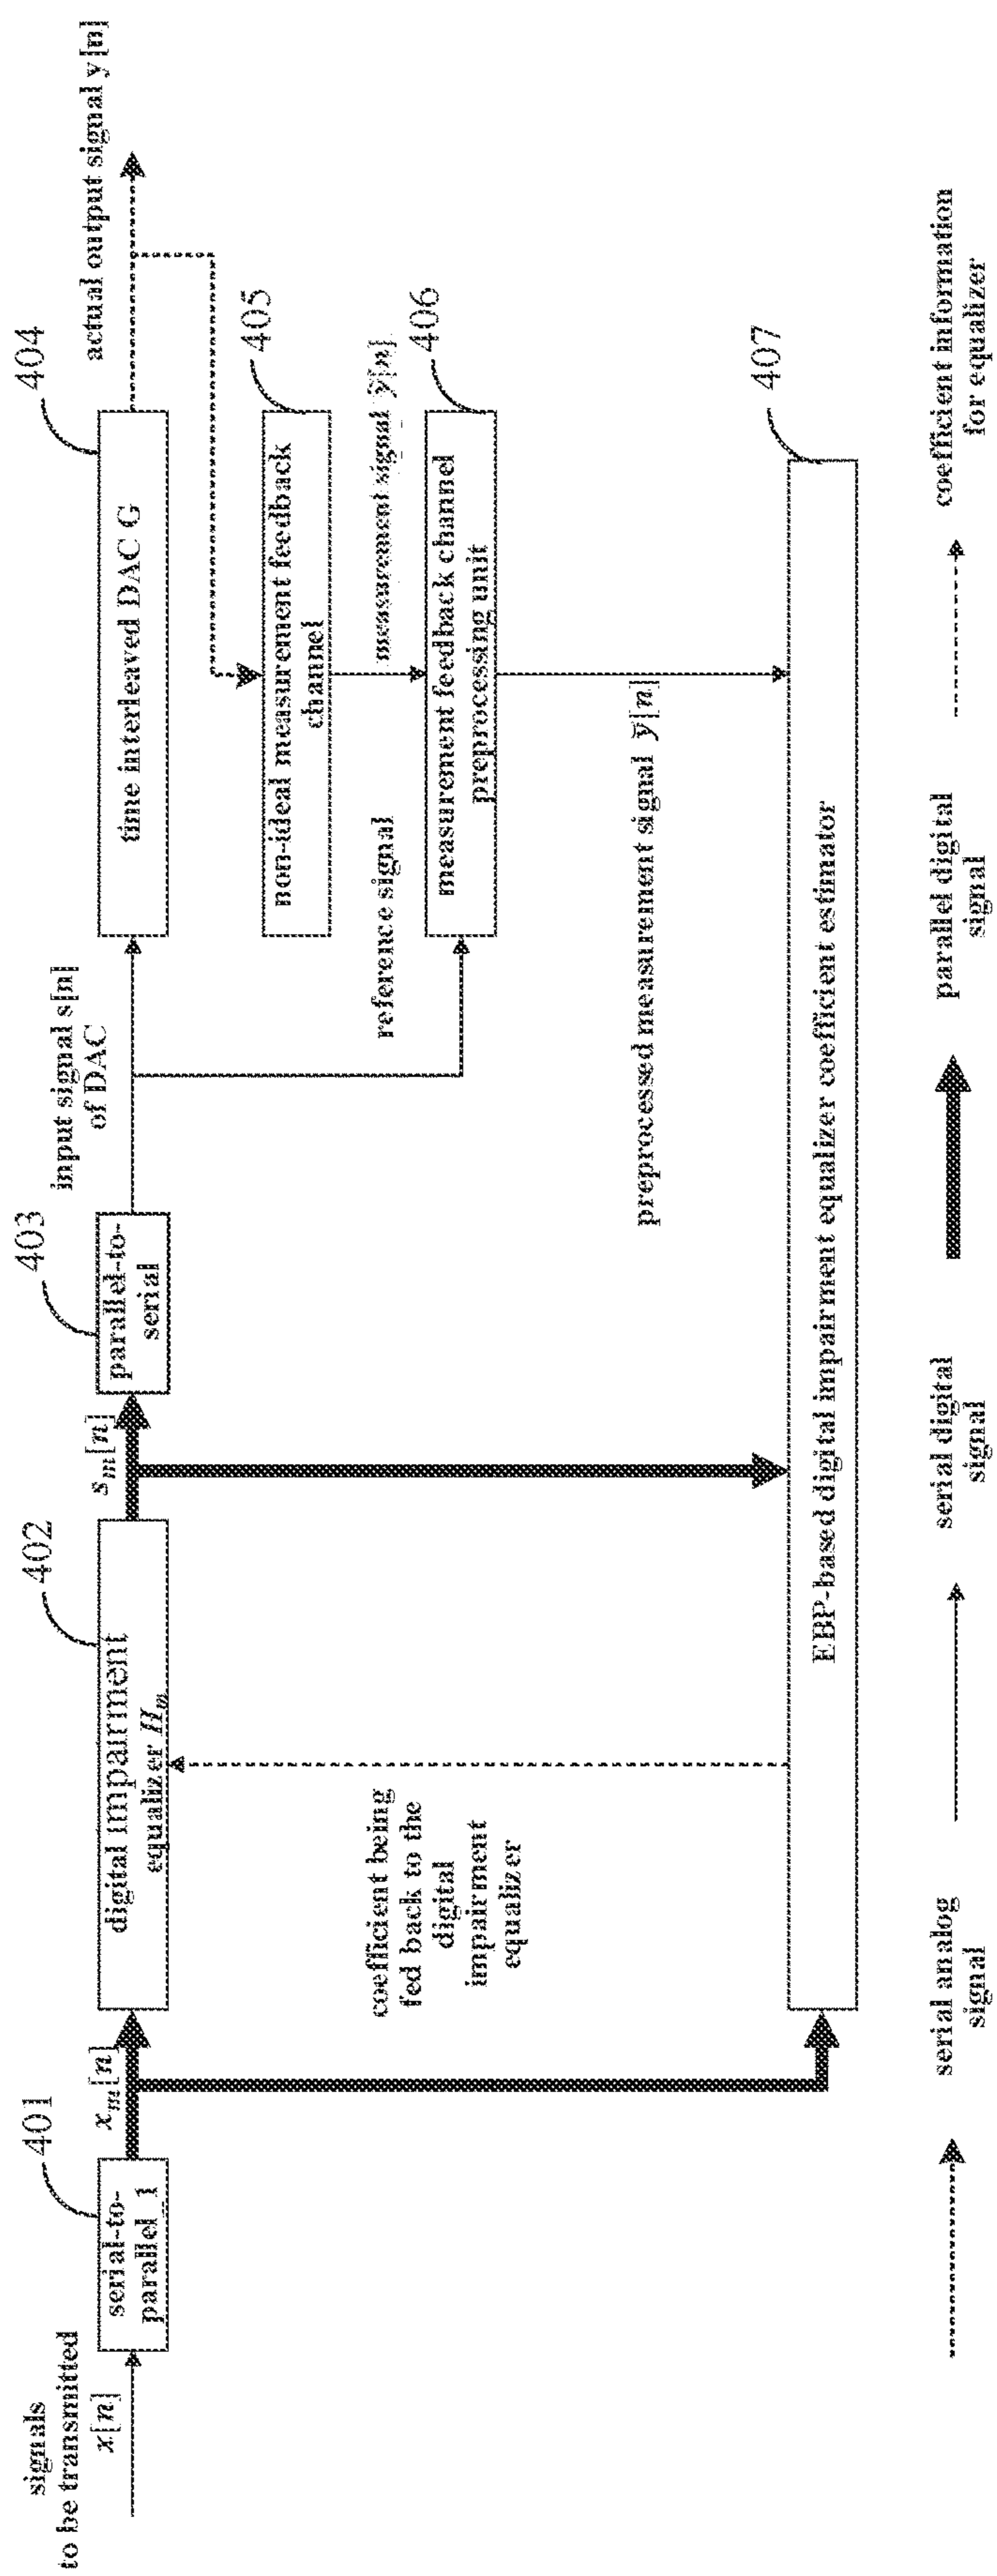 signals
to be transmitted
x[n]
401
serial-to-
parallel_1
x_m[n]
402
digital impairment
equalizer H_m
s_m[n]
403
parallel-to-
serial
input signal s[n]
of DAC
404
time interleaved DAC G
actual output signal y[n]
405
non-ideal measurement feedback
channel
measurement signal ỹ[n]
reference signal
406
measurement feedback channel
preprocessing unit
preprocessed measurement signal ȳ[n]
coefficient being
fed back to the
digital
impairment
equalizer
407
EBP-based digital impairment equalizer coefficient estimator
serial analog
signal
serial digital
signal
parallel digital
signal
coefficient information
for equalizer